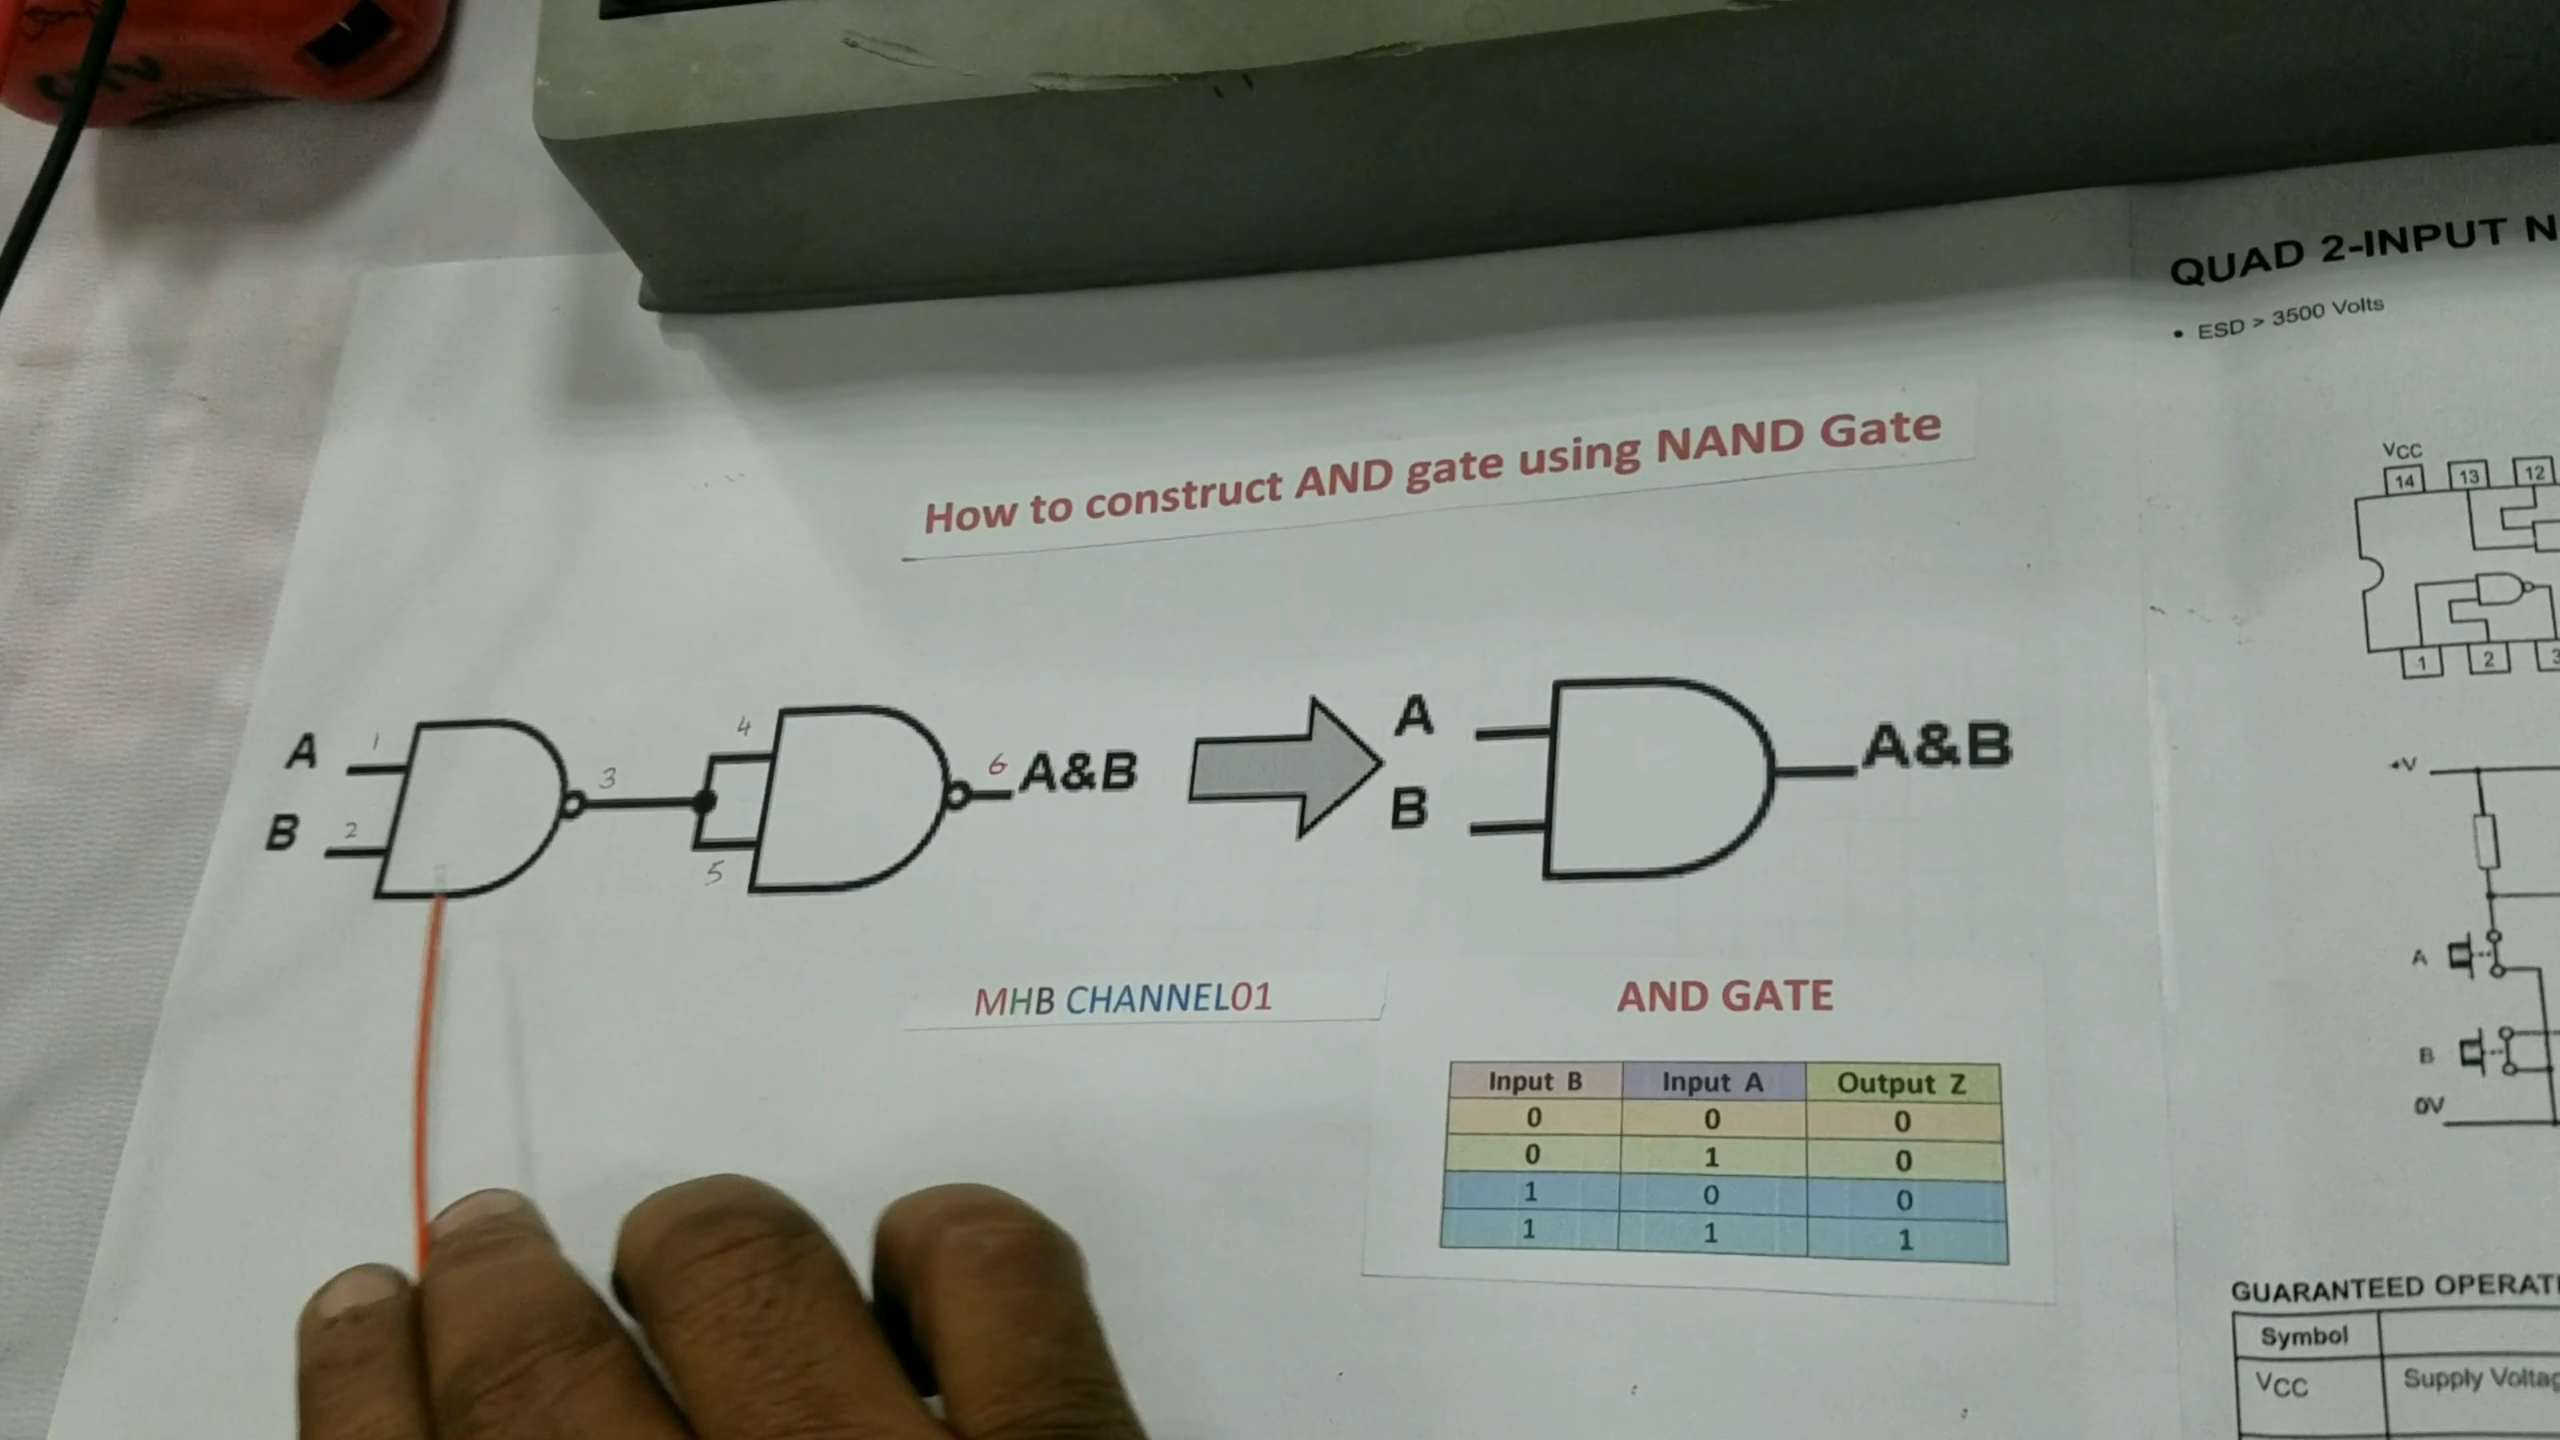 QUAD 2-INPUT N
• ESD > 3500 Volts
How to construct AND gate using NAND Gate
VCC
14 13 12
1 2 3
A 1
B 2
3
4
5
6 A&B
A
B
A&B
+V
A
B
0V
MHB CHANNEL01
AND GATE
Input B Input A Output Z
0 0 0
0 1 0
1 0 0
1 1 1
GUARANTEED OPERATI
Symbol
VCC Supply Voltag